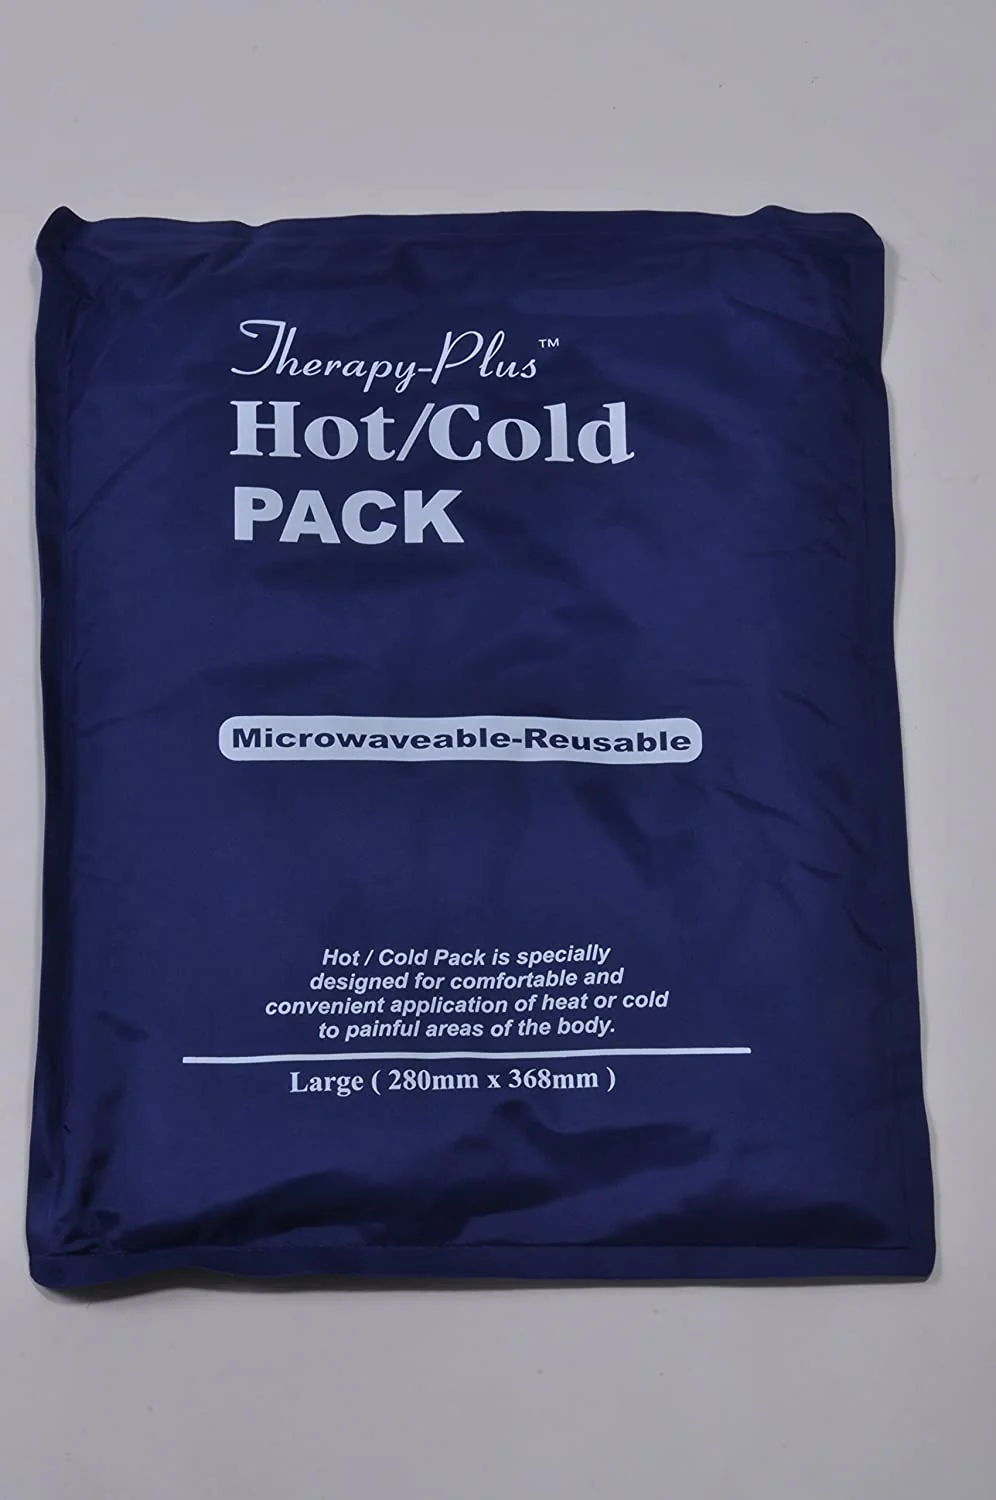 Therapy-Plus™
Hot/Cold
PACK
Microwaveable-Reusable
Hot / Cold Pack is specially
designed for comfortable and
convenient application of heat or cold
to painful areas of the body.
Large ( 280mm x 368mm )